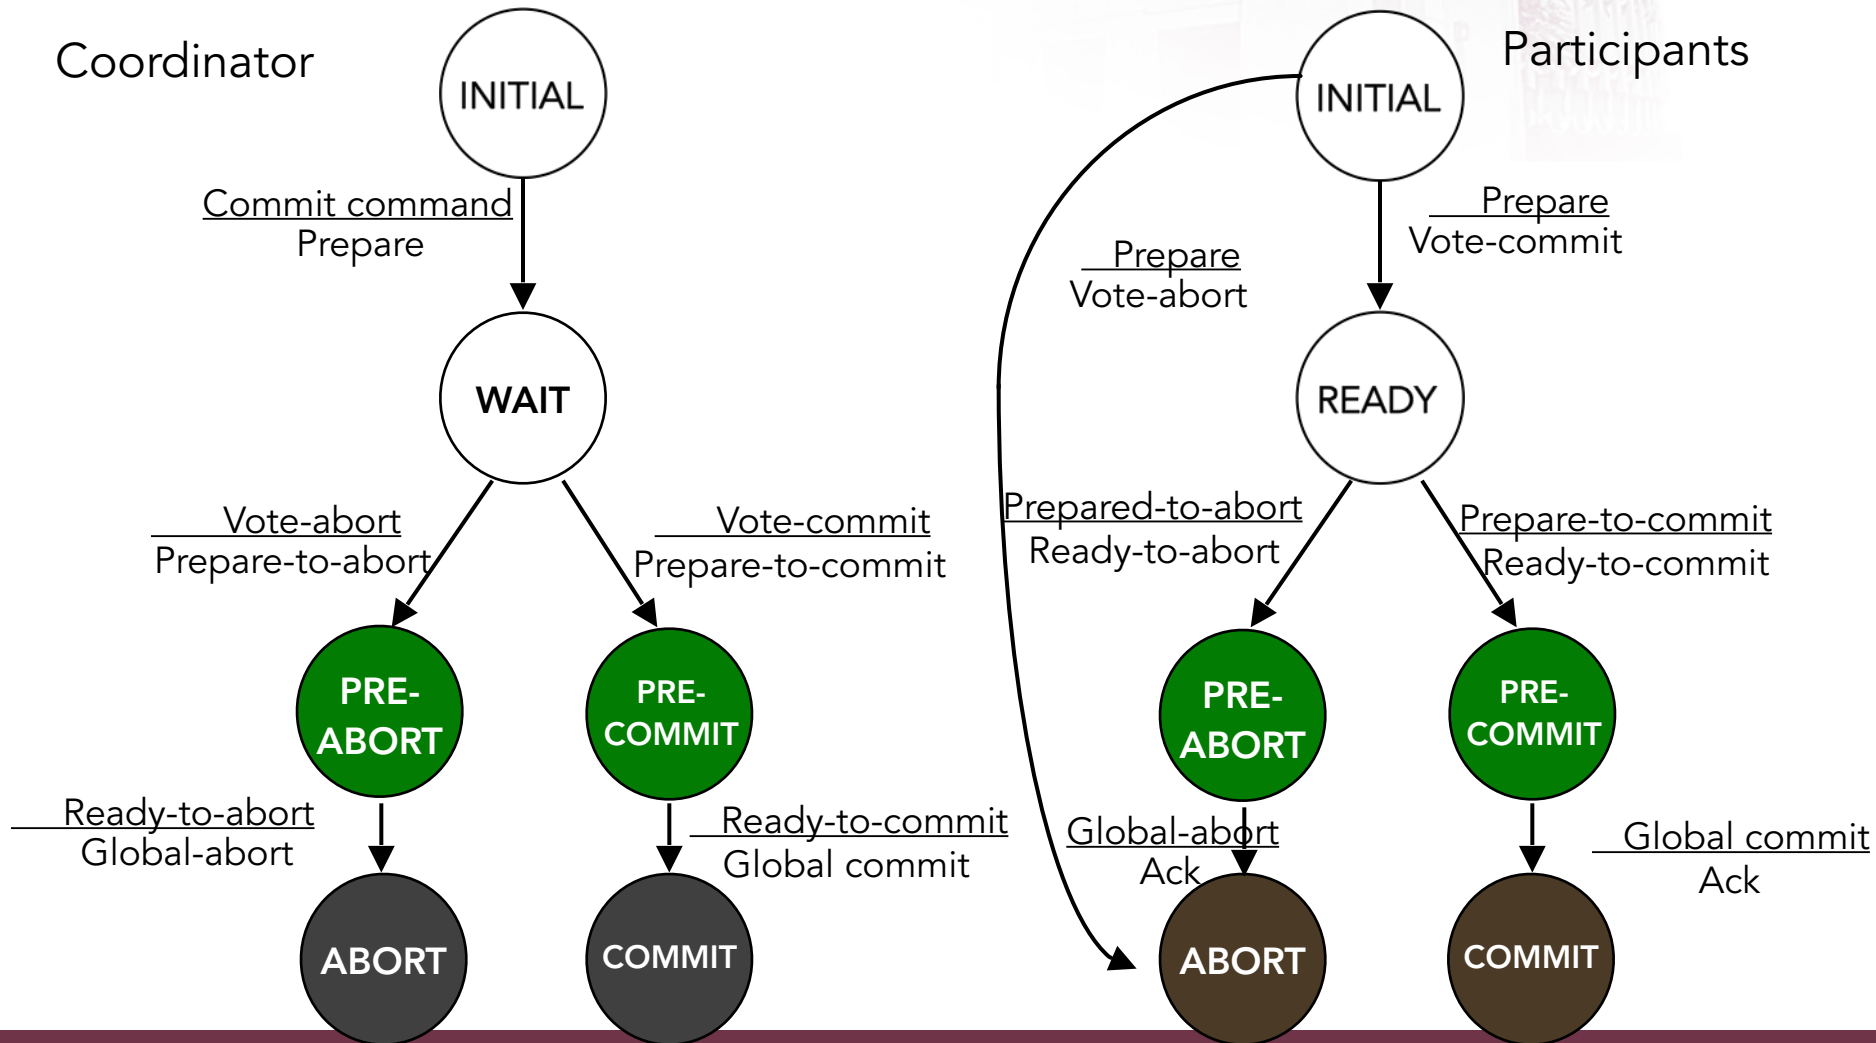 Coordinator
INITIAL
Commit command
Prepare
WAIT
Vote-abort
Prepare-to-abort
Vote-commit
Prepare-to-commit
PRE-
ABORT
PRE-
COMMIT
Ready-to-abort
Global-abort
Ready-to-commit
Global commit
ABORT
COMMIT
Participants
INITIAL
Prepare
Vote-commit
Prepare
Vote-abort
READY
Prepared-to-abort
Ready-to-abort
Prepare-to-commit
Ready-to-commit
PRE-
ABORT
PRE-
COMMIT
Global-abort
Ack
Global commit
Ack
ABORT
COMMIT